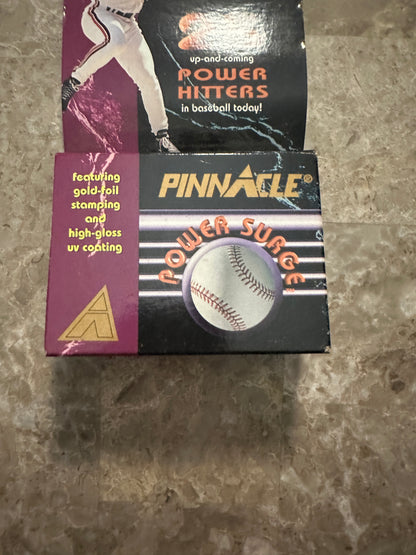 up-and-coming
POWER
HITTERS
in baseball today!
featuring
gold-foil
stamping
and
high-gloss
uv coating
PINNACLE®
POWER SURGE